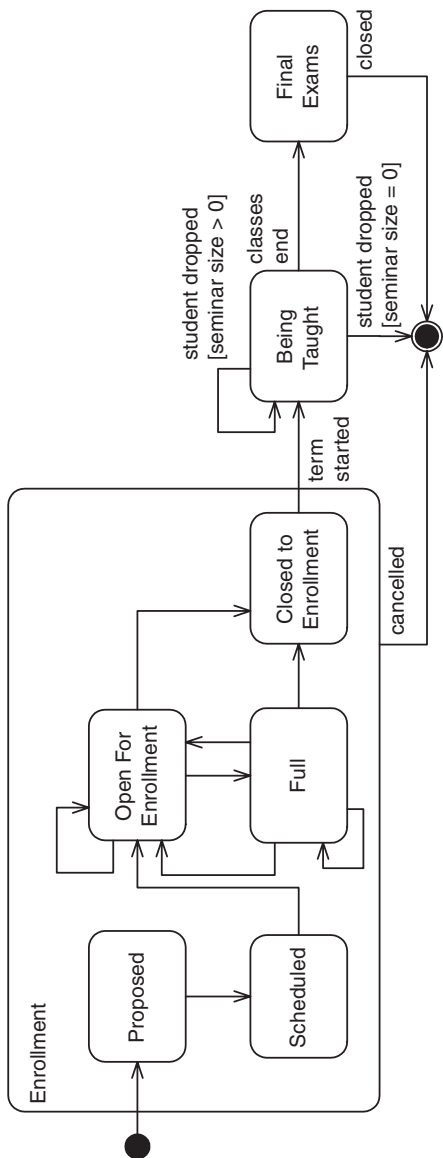 Enrollment
Proposed
Scheduled
Open For
Enrollment
Full
Closed to
Enrollment
cancelled
term
started
student dropped
[seminar size > 0]
Being
Taught
classes
end
student dropped
[seminar size = 0]
Final
Exams
closed